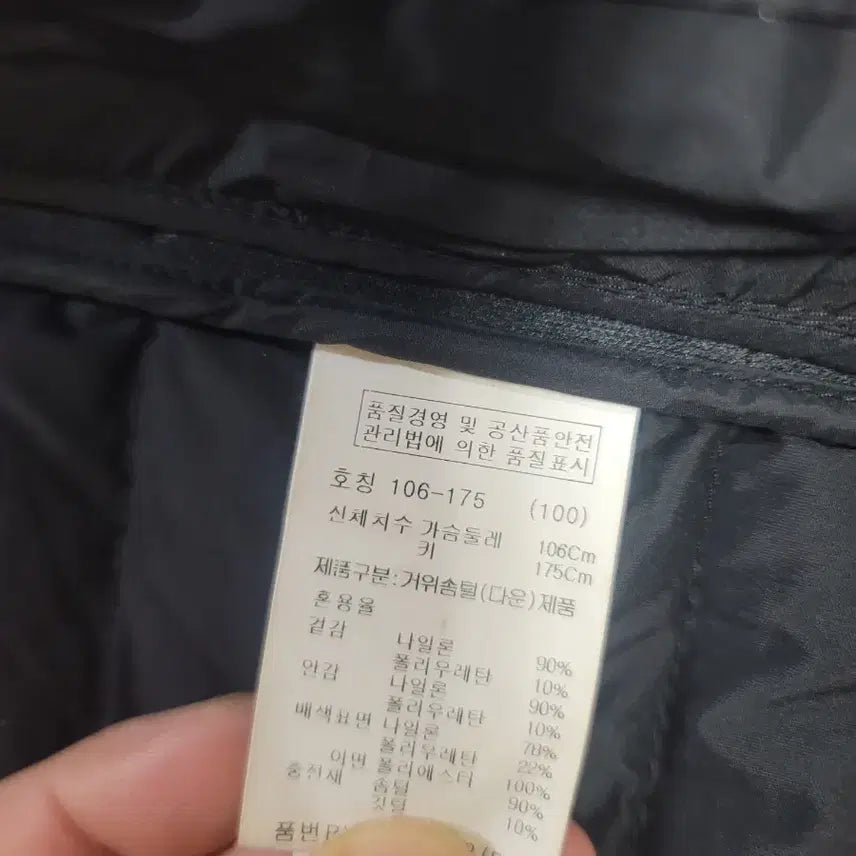 품질경영 및 공산품안전
관리법에 의한 품질표시
호칭 106-175 (100)
신체치수 가슴둘레 106Cm
키 175Cm
제품구분:거위솜털(다운)제품
혼용율
겉감 나일론 90%
폴리우레탄 10%
안감 나일론 90%
폴리우레탄 10%
배색표면 나일론 78%
폴리우레탄 22%
이면 폴리에스터 100%
충전재 솜털 90%
깃털 10%
품번